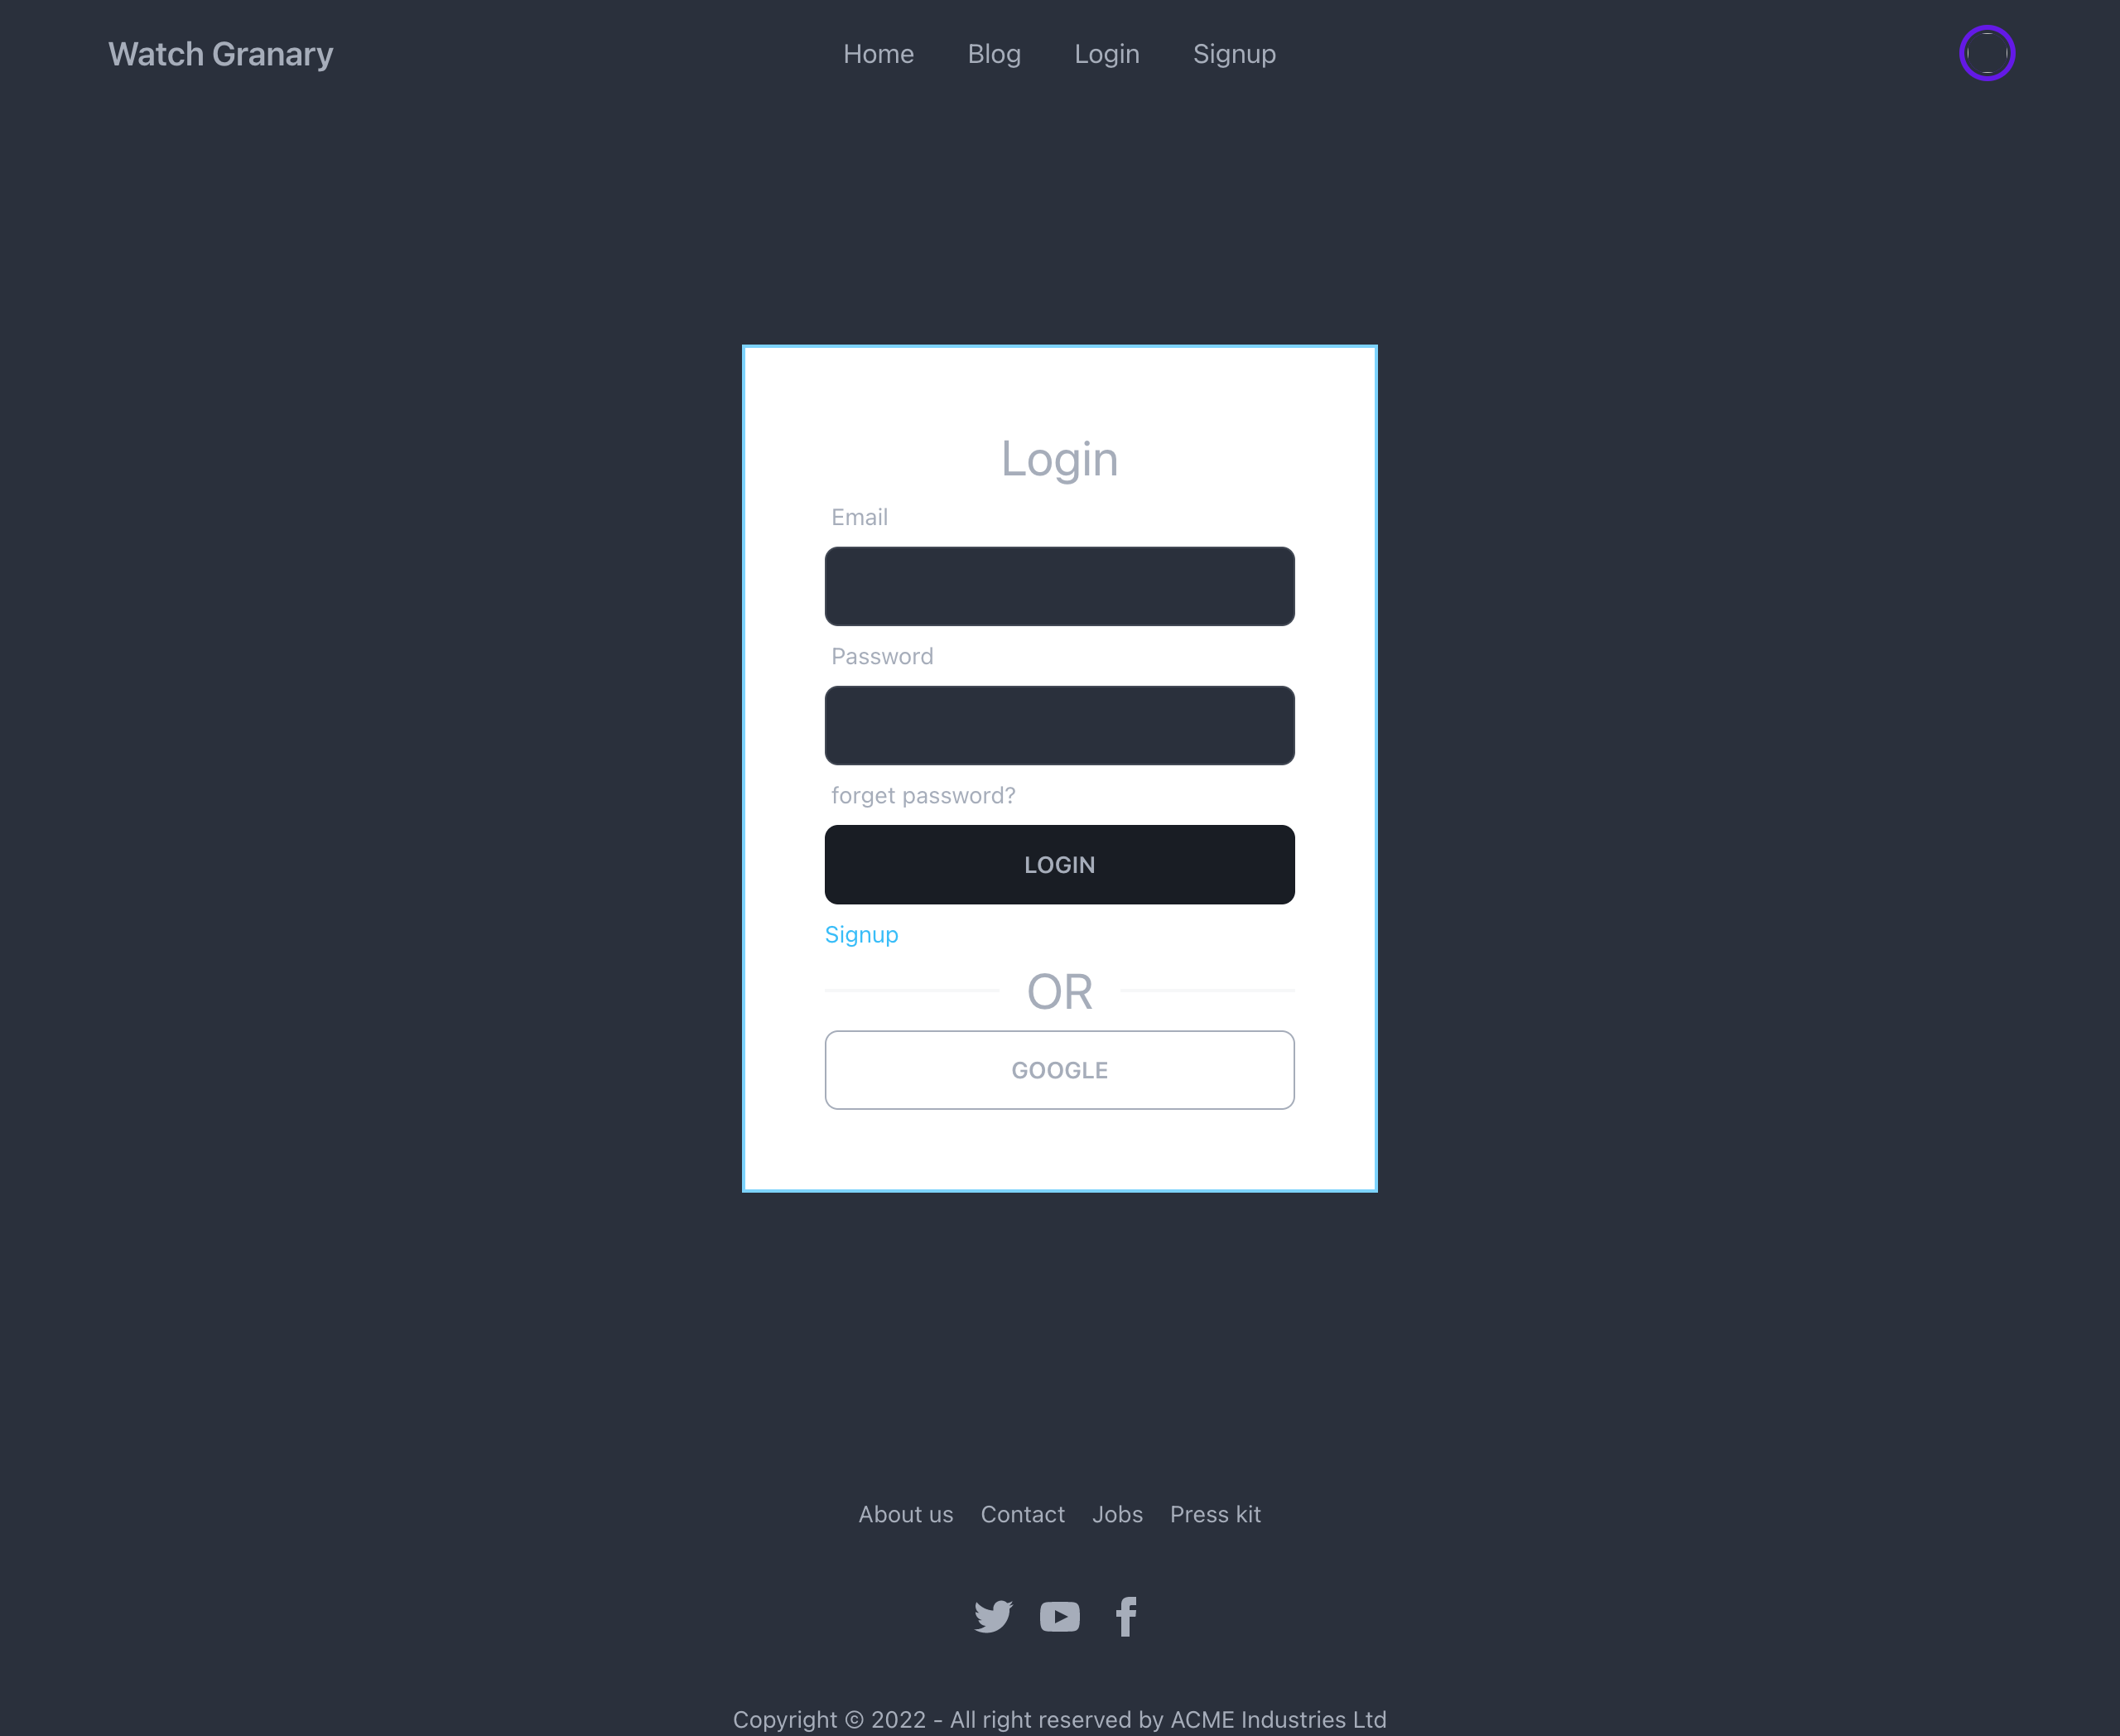 Watch Granary Home Blog Login Signup
Login
Email
Password
forget password?
LOGIN
Signup
OR
GOOGLE
About us Contact Jobs Press kit
Copyright © 2022 - All right reserved by ACME Industries Ltd